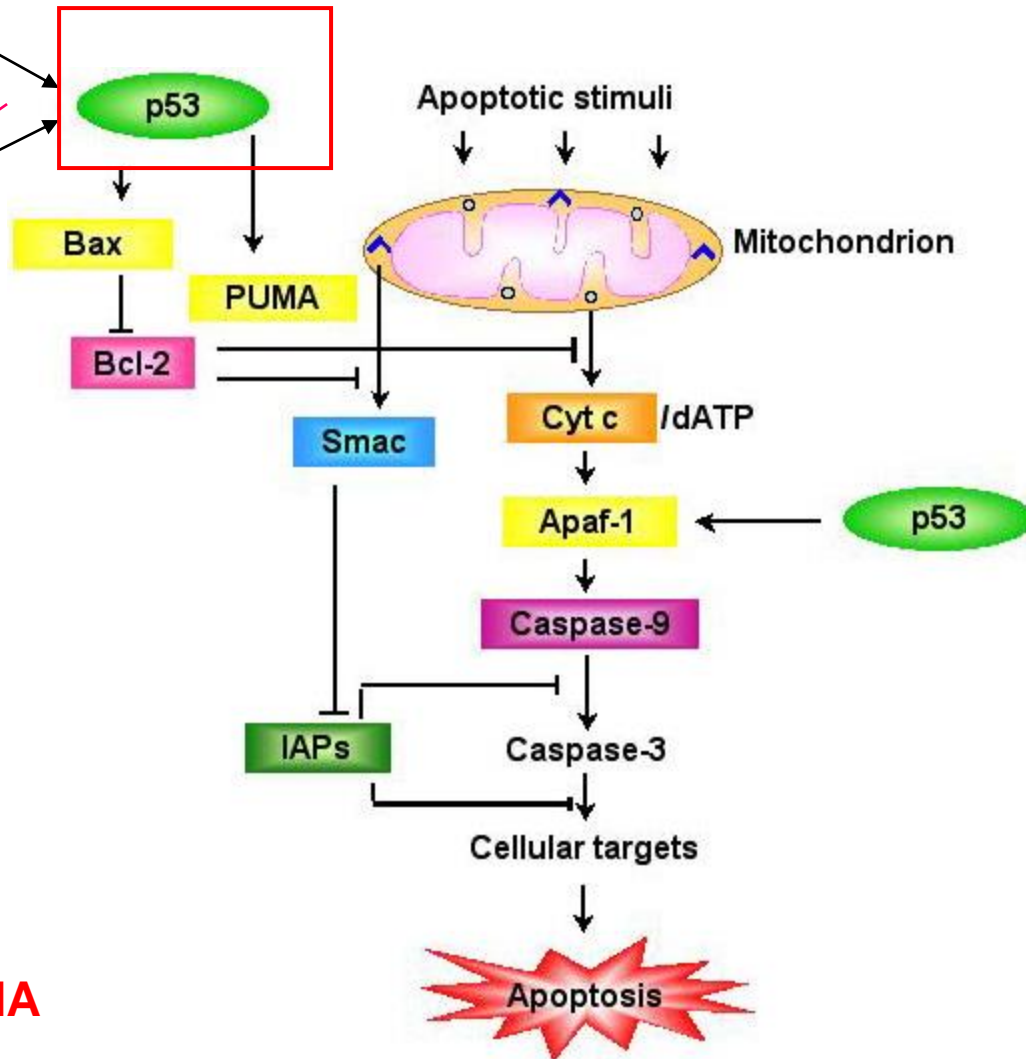 p53
Apoptotic stimuli
Bax
Mitochondrion
PUMA
Bcl-2
Cyt c /dATP
Smac
Apaf-1
p53
Caspase-9
IAPs
Caspase-3
Cellular targets
Apoptosis